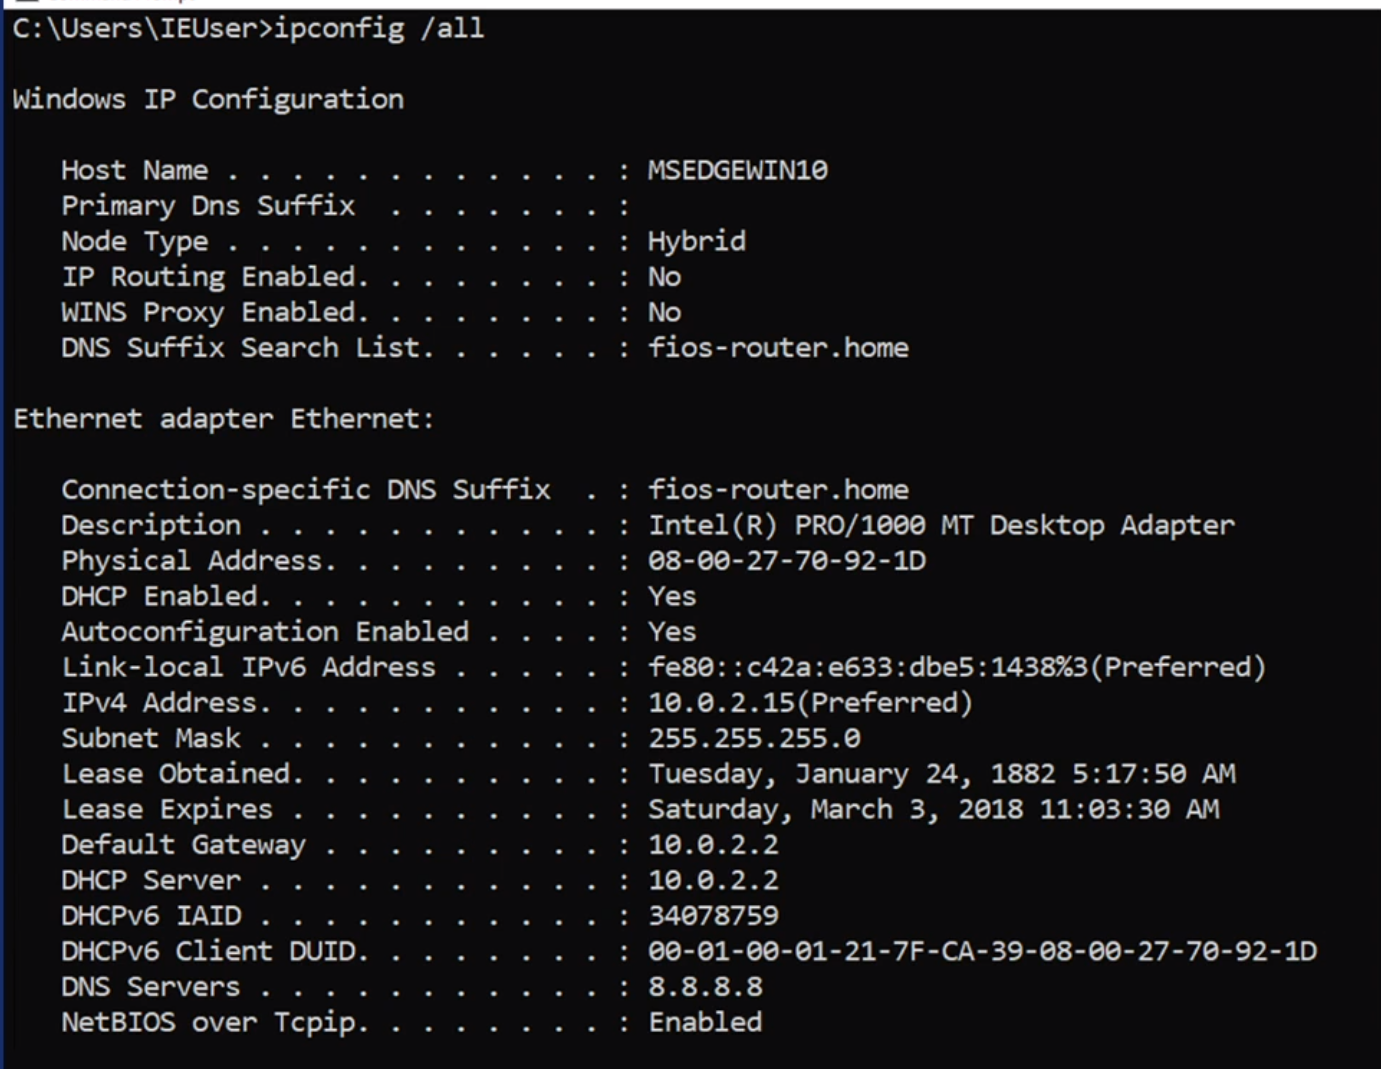 C:\Users\IEUser>ipconfig /all
Windows IP Configuration
Host Name . . . . . . . . . . . . : MSEDGEWIN10
Primary Dns Suffix  . . . . . . . :
Node Type . . . . . . . . . . . . : Hybrid
IP Routing Enabled. . . . . . . . : No
WINS Proxy Enabled. . . . . . . . : No
DNS Suffix Search List. . . . . . : fios-router.home
Ethernet adapter Ethernet:
Connection-specific DNS Suffix  . : fios-router.home
Description . . . . . . . . . . . : Intel(R) PRO/1000 MT Desktop Adapter
Physical Address. . . . . . . . . : 08-00-27-70-92-1D
DHCP Enabled. . . . . . . . . . . : Yes
Autoconfiguration Enabled . . . . : Yes
Link-local IPv6 Address . . . . . : fe80::c42a:e633:dbe5:1438%3(Preferred)
IPv4 Address. . . . . . . . . . . : 10.0.2.15(Preferred)
Subnet Mask . . . . . . . . . . . : 255.255.255.0
Lease Obtained. . . . . . . . . . : Tuesday, January 24, 1882 5:17:50 AM
Lease Expires . . . . . . . . . . : Saturday, March 3, 2018 11:03:30 AM
Default Gateway . . . . . . . . . : 10.0.2.2
DHCP Server . . . . . . . . . . . : 10.0.2.2
DHCPv6 IAID . . . . . . . . . . . : 34078759
DHCPv6 Client DUID. . . . . . . . : 00-01-00-01-21-7F-CA-39-08-00-27-70-92-1D
DNS Servers . . . . . . . . . . . : 8.8.8.8
NetBIOS over Tcpip. . . . . . . . : Enabled